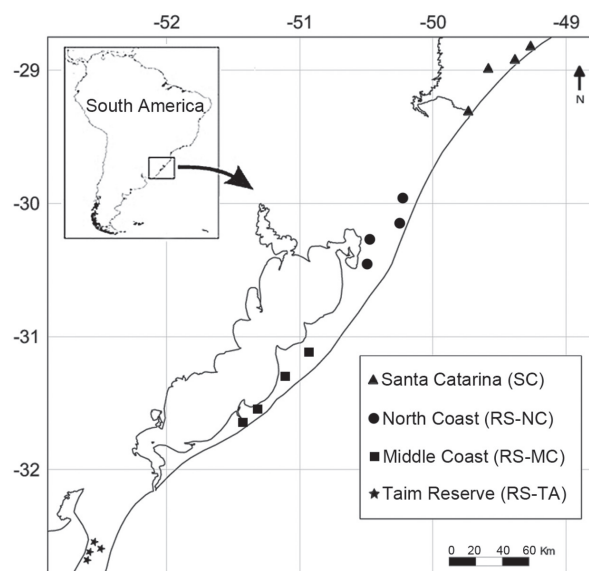 -52 -51 -50 -49
-29
-30
-31
-32
South America
N
Santa Catarina (SC)
North Coast (RS-NC)
Middle Coast (RS-MC)
Taim Reserve (RS-TA)
0 20 40 60 Km